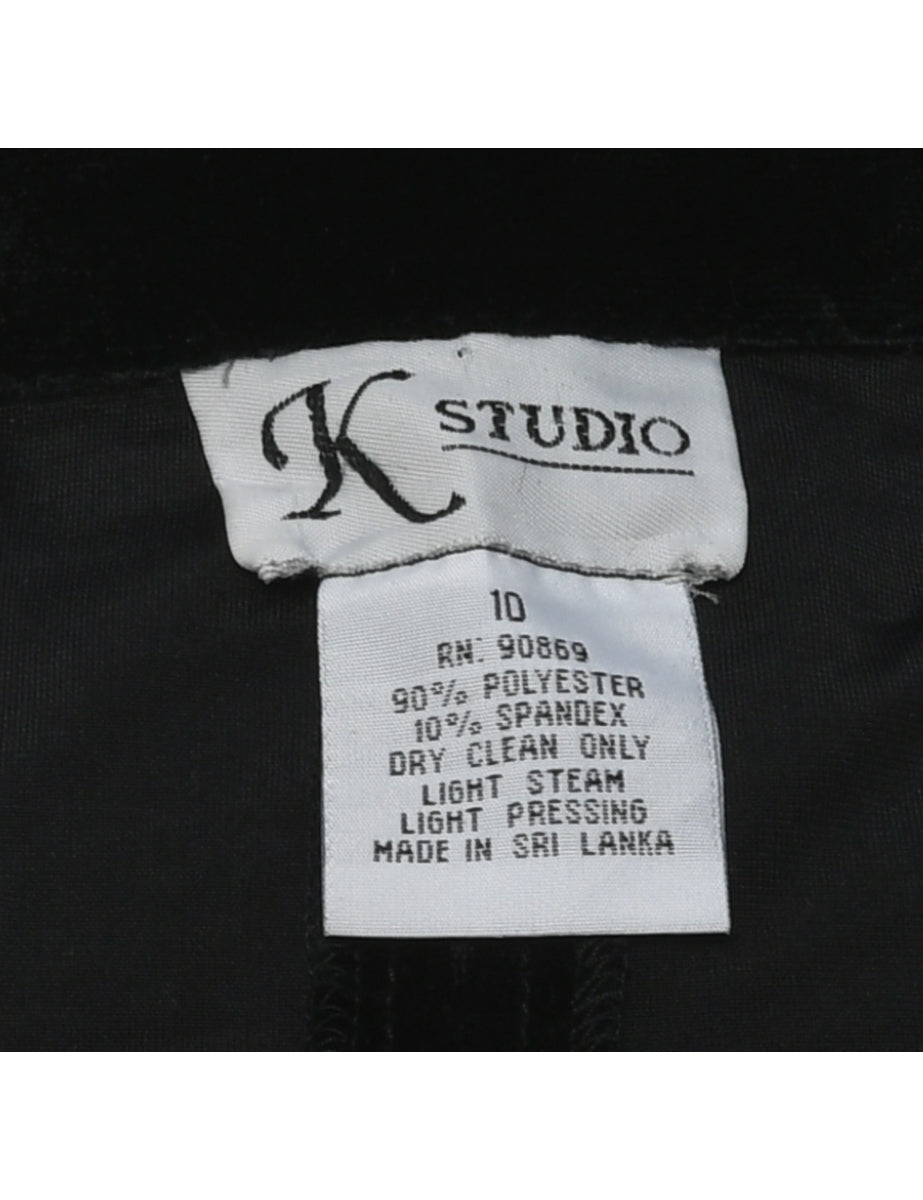 K STUDIO
10
RN: 90869
90% POLYESTER
10% SPANDEX
DRY CLEAN ONLY
LIGHT STEAM
LIGHT PRESSING
MADE IN SRI LANKA